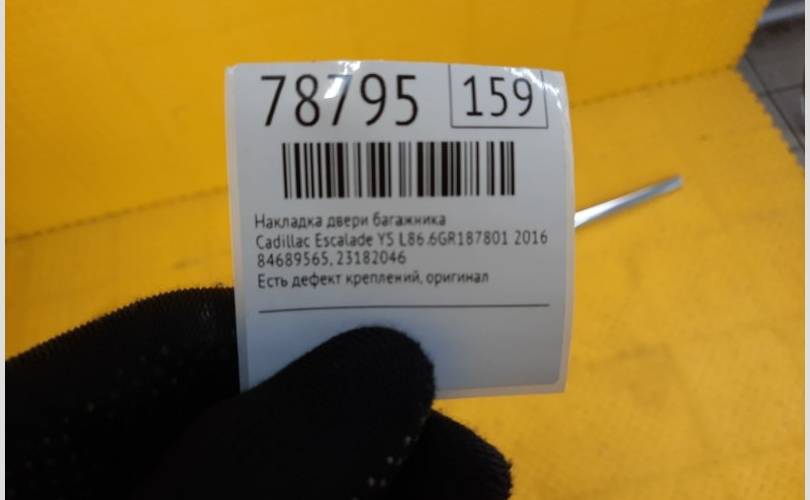 78795 159
Накладка двери багажника
Cadillac Escalade Y5 L86.6GR187801 2016
84689565, 23182046
Есть дефект креплений, оригинал